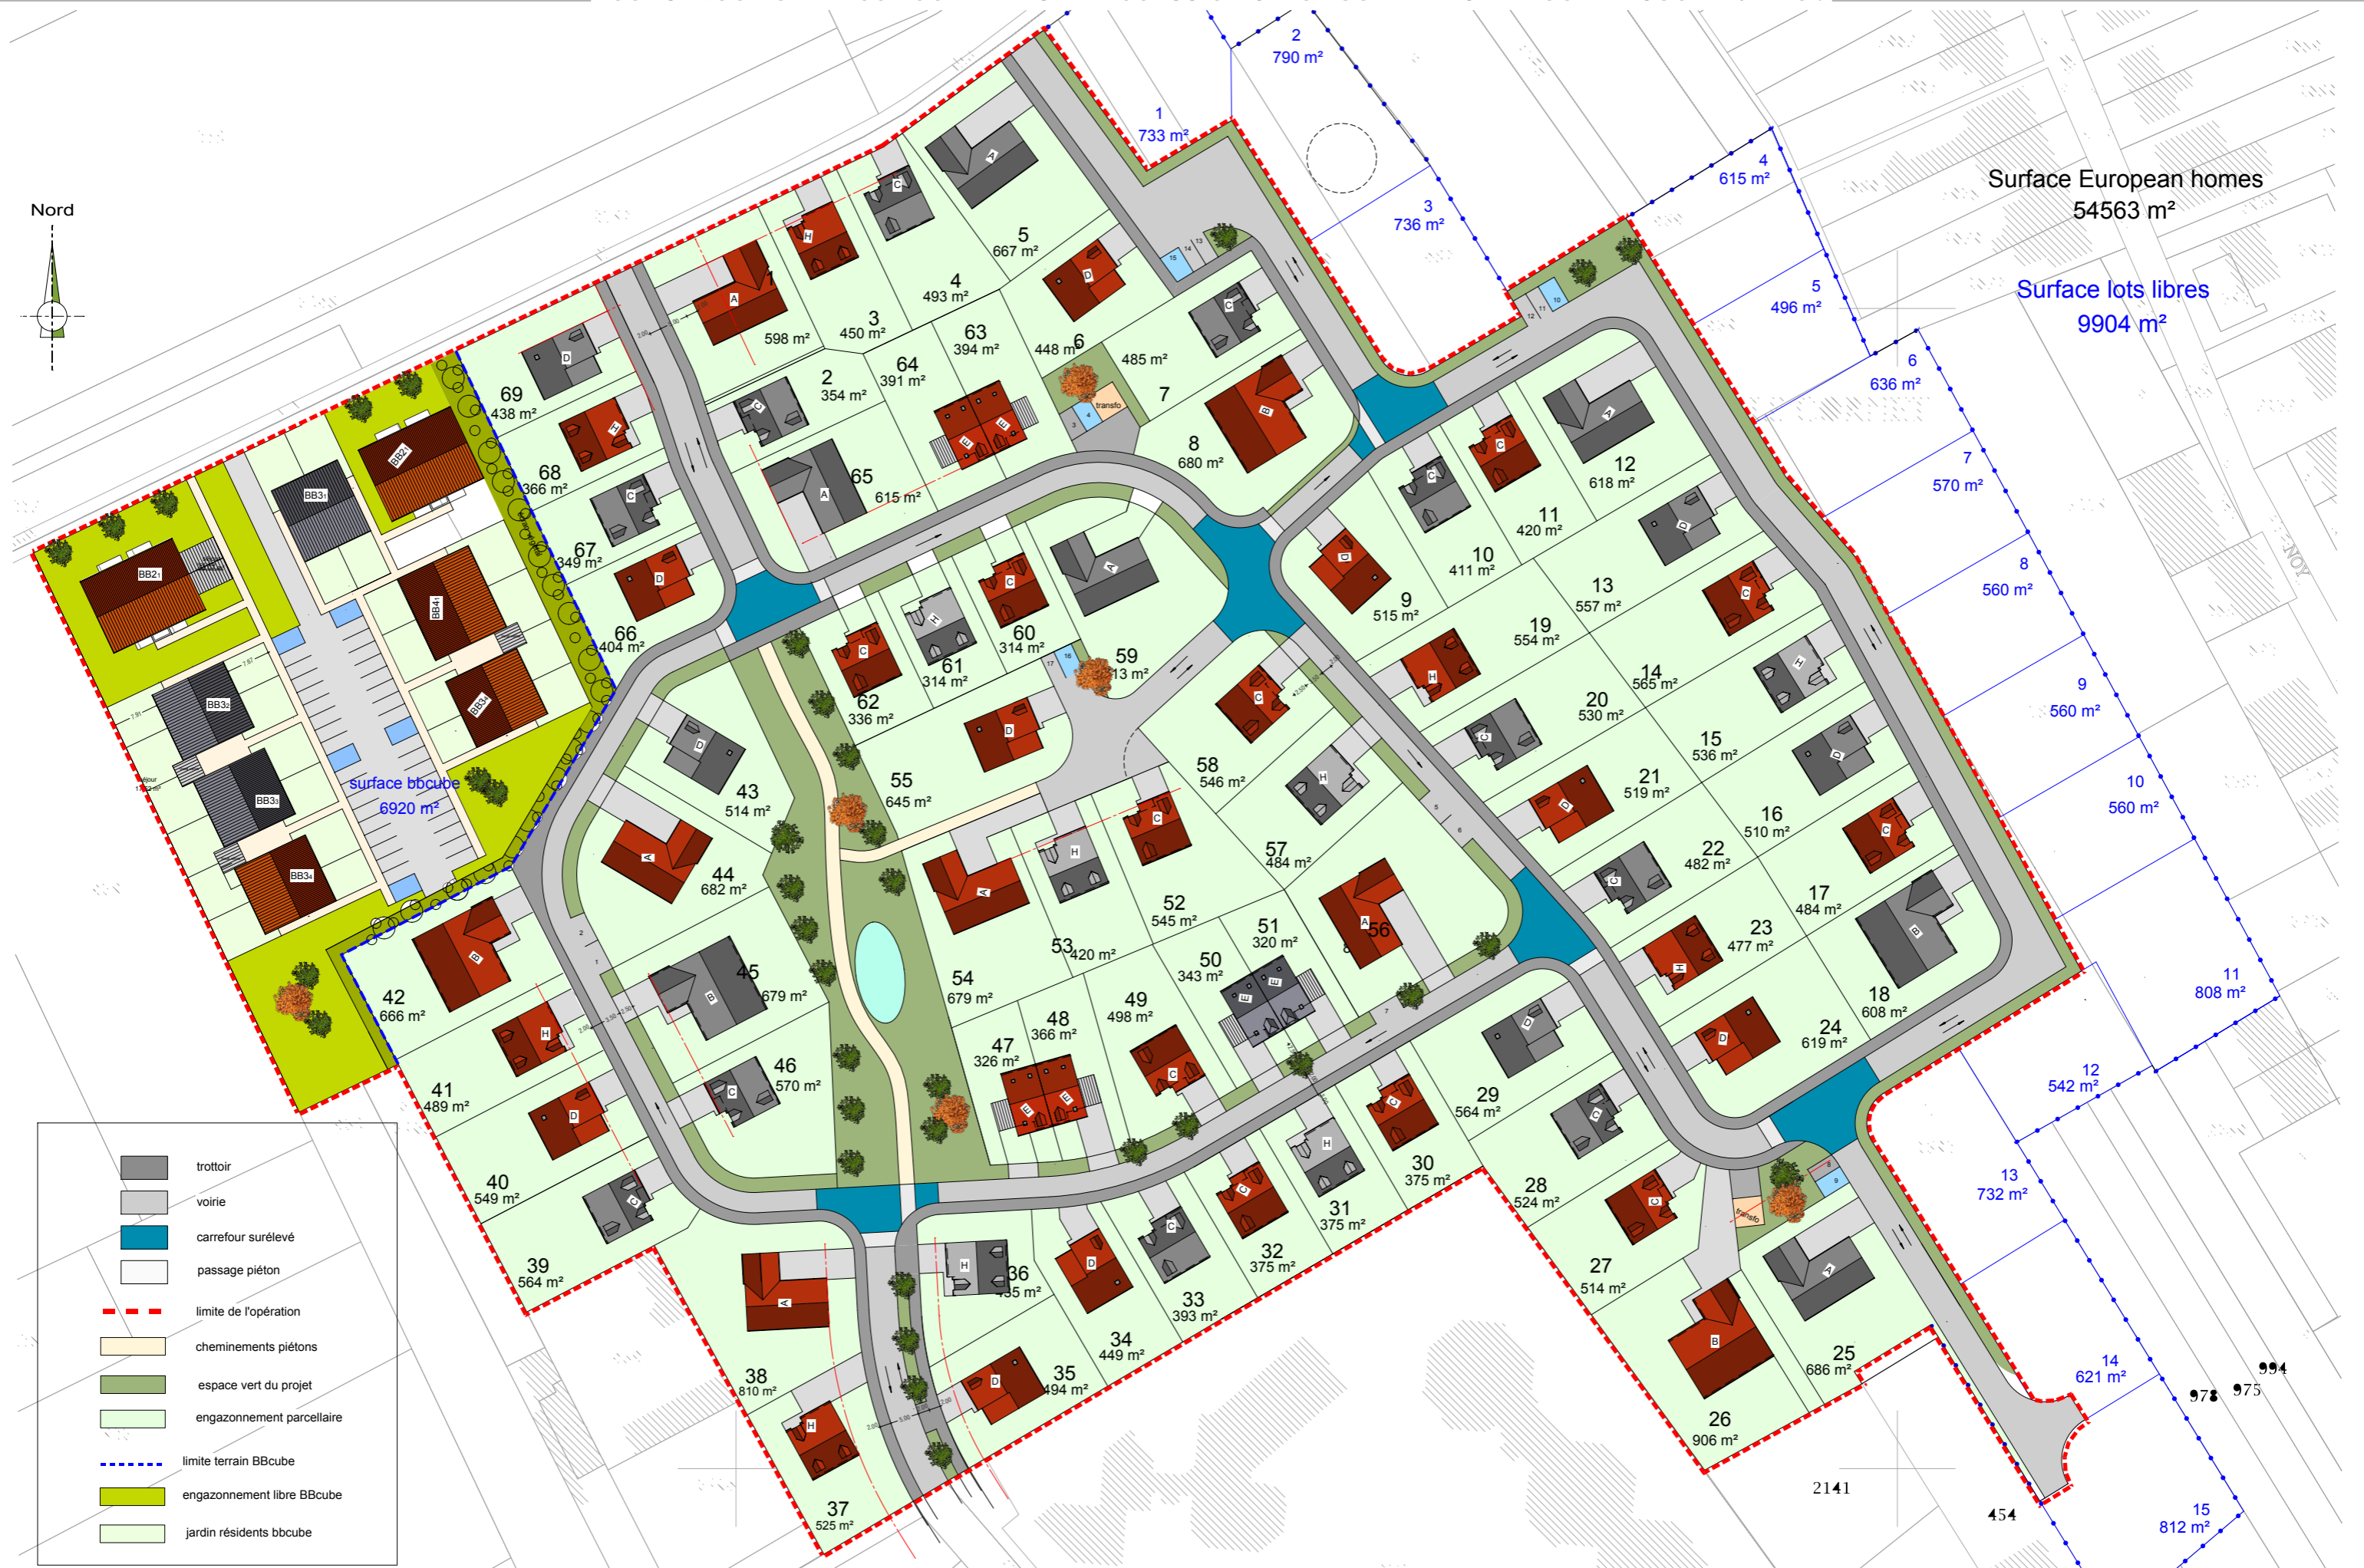 Nord
Surface European homes
54563 m²
Surface lots libres
9904 m²
surface bbcube
6920 m²
1
733 m²
2
790 m²
3
736 m²
4
615 m²
5
496 m²
6
636 m²
7
570 m²
8
560 m²
9
560 m²
10
560 m²
11
808 m²
12
542 m²
13
732 m²
14
621 m²
15
812 m²
598 m²
2
354 m²
3
450 m²
4
493 m²
5
667 m²
6
448 m²
7
485 m²
8
680 m²
9
515 m²
10
411 m²
11
420 m²
12
618 m²
13
557 m²
14
565 m²
15
536 m²
16
510 m²
17
484 m²
18
608 m²
19
554 m²
20
530 m²
21
519 m²
22
482 m²
23
477 m²
24
619 m²
25
686 m²
26
906 m²
27
514 m²
28
524 m²
29
564 m²
30
375 m²
31
375 m²
32
375 m²
33
393 m²
34
449 m²
35
494 m²
36
37
525 m²
38
810 m²
39
564 m²
40
549 m²
41
489 m²
42
666 m²
43
514 m²
44
682 m²
45
679 m²
46
570 m²
47
326 m²
48
366 m²
49
498 m²
50
343 m²
51
320 m²
52
545 m²
53
420 m²
54
679 m²
55
645 m²
56
57
484 m²
58
546 m²
59
60
314 m²
61
314 m²
62
336 m²
63
394 m²
64
391 m²
65
615 m²
66
404 m²
67
349 m²
68
366 m²
69
438 m²
BB2₁
BB3₁
BB2₁
BB4₁
BB3₂
BB3₄
BB3₃
BB3₄
transfo
transfo
NOY
2141
454
978
975
994
trottoir
voirie
carrefour surélevé
passage piéton
limite de l'opération
cheminements piétons
espace vert du projet
engazonnement parcellaire
limite terrain BBcube
engazonnement libre BBcube
jardin résidents bbcube